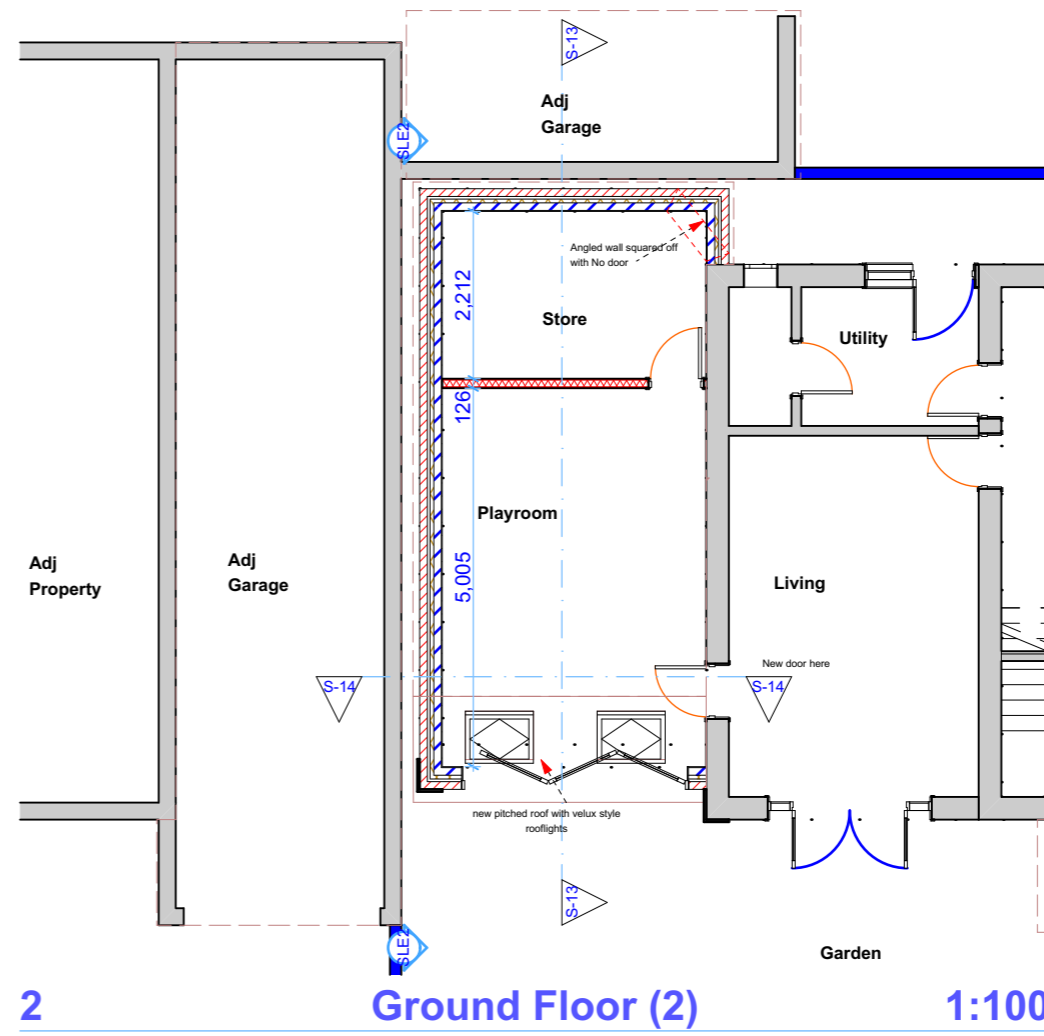 S-13
Adj
Garage
SLE2
Angled wall squared off
with No door
2,212
Store
Utility
126
Playroom
5,005
Adj
Property
Adj
Garage
Living
New door here
S-14
S-14
new pitched roof with velux style
rooflights
S-13
SLE2
Garden
2
Ground Floor (2)
1:100